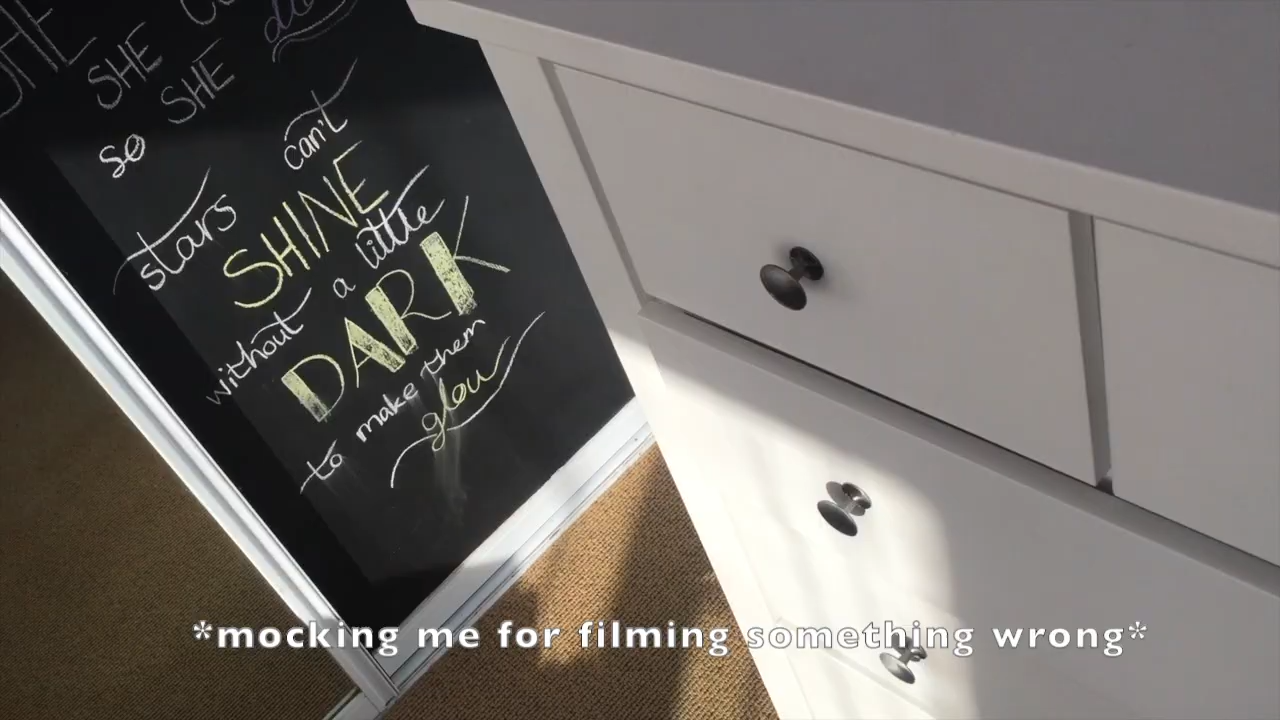 SHE
SHE
so SHE
stars can't
SHINE
without a little
DARK
to make them
glow
*mocking me for filming something wrong*